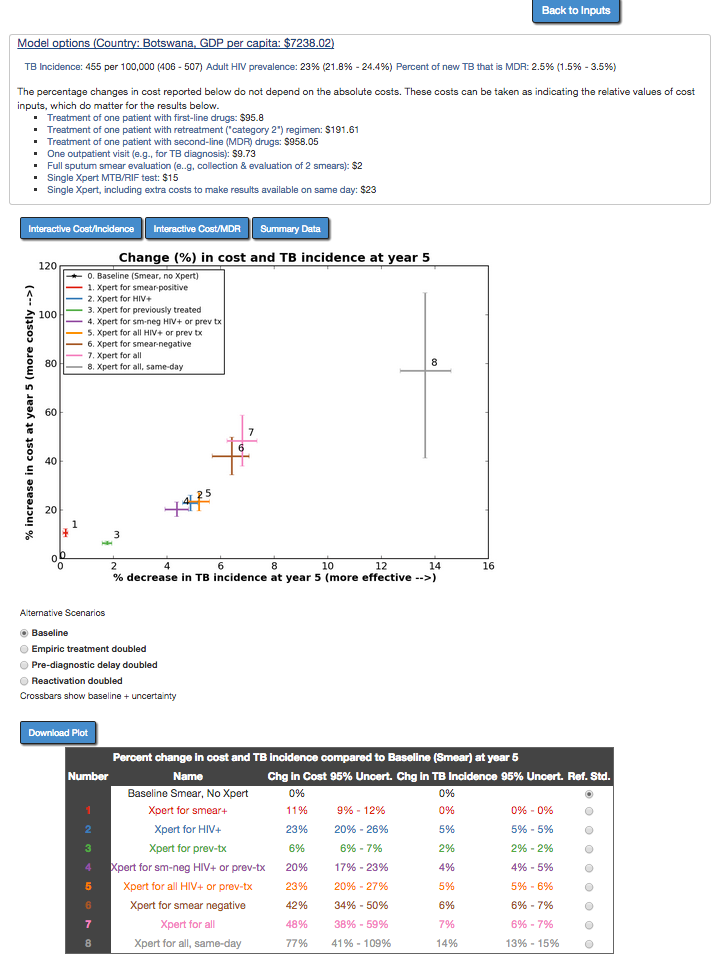 Back to Inputs
Model options (Country: Botswana, GDP per capita: $7238.02)
TB Incidence: 455 per 100,000 (406 - 507) Adult HIV prevalence: 23% (21.8% - 24.4%) Percent of new TB that is MDR: 2.5% (1.5% - 3.5%)
The percentage changes in cost reported below do not depend on the absolute costs. These costs can be taken as indicating the relative values of cost
inputs, which do matter for the results below.
▪ Treatment of one patient with first-line drugs: $95.8
▪ Treatment of one patient with retreatment ("category 2") regimen: $191.61
▪ Treatment of one patient with second-line (MDR) drugs: $958.05
▪ One outpatient visit (e.g., for TB diagnosis): $9.73
▪ Full sputum smear evaluation (e..g, collection & evaluation of 2 smears): $2
▪ Single Xpert MTB/RIF test: $15
▪ Single Xpert, including extra costs to make results available on same day: $23
Interactive Cost/Incidence Interactive Cost/MDR Summary Data
Change (%) in cost and TB incidence at year 5
% increase in cost at year 5 (more costly -->)
120
100
80
60
40
20
0
0. Baseline (Smear, no Xpert)
1. Xpert for smear-positive
2. Xpert for HIV+
3. Xpert for previously treated
4. Xpert for sm-neg HIV+ or prev tx
5. Xpert for all HIV+ or prev tx
6. Xpert for smear-negative
7. Xpert for all
8. Xpert for all, same-day
8
7
6
4 2 5
1
3
0
0 2 4 6 8 10 12 14 16
% decrease in TB incidence at year 5 (more effective -->)
Alternative Scenarios
Baseline
Empiric treatment doubled
Pre-diagnostic delay doubled
Reactivation doubled
Crossbars show baseline + uncertainty
Download Plot
Percent change in cost and TB incidence compared to Baseline (Smear) at year 5
Number Name Chg in Cost 95% Uncert. Chg in TB Incidence 95% Uncert. Ref. Std.
Baseline Smear, No Xpert 0% 0%
1 Xpert for smear+ 11% 9% - 12% 0% 0% - 0%
2 Xpert for HIV+ 23% 20% - 26% 5% 5% - 5%
3 Xpert for prev-tx 6% 6% - 7% 2% 2% - 2%
4 Xpert for sm-neg HIV+ or prev-tx 20% 17% - 23% 4% 4% - 5%
5 Xpert for all HIV+ or prev-tx 23% 20% - 27% 5% 5% - 6%
6 Xpert for smear negative 42% 34% - 50% 6% 6% - 7%
7 Xpert for all 48% 38% - 59% 7% 6% - 7%
8 Xpert for all, same-day 77% 41% - 109% 14% 13% - 15%